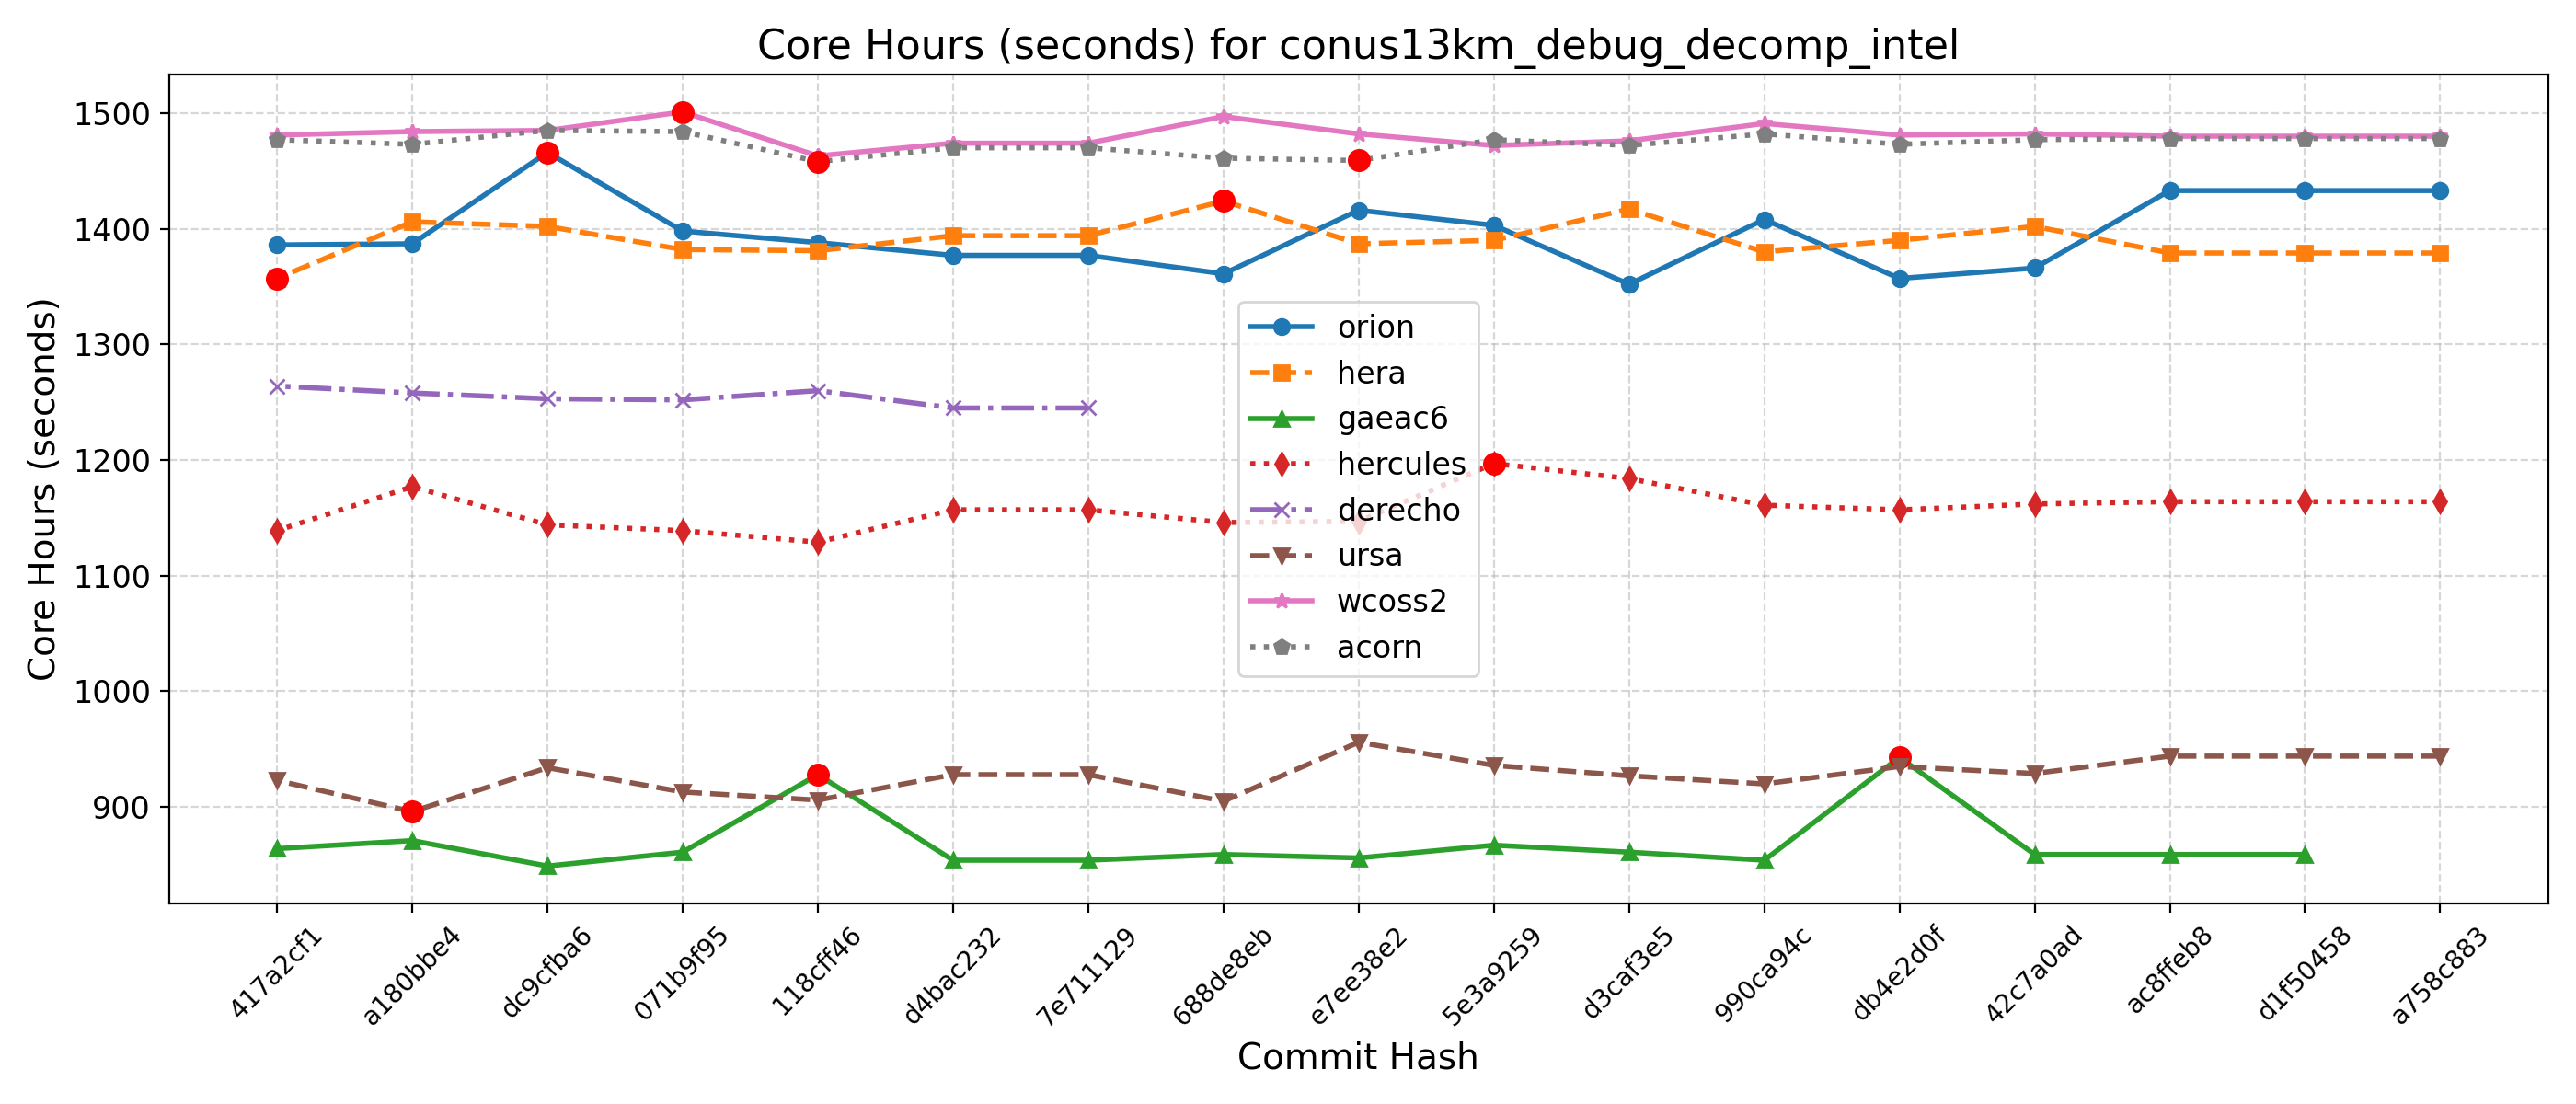 Core Hours (seconds) for conus13km_debug_decomp_intel
Core Hours (seconds)
1500
1400
1300
1200
1100
1000
900
orion
hera
gaeac6
hercules
derecho
ursa
wcoss2
acorn
417a2cf1
a180bbe4
dc9cfba6
071b9f95
118cff46
d4bac232
7e711129
688de8eb
e7ee38e2
5e3a9259
d3caf3e5
990ca94c
db4e2d0f
42c7a0ad
ac8ffeb8
d1f50458
a758c883
Commit Hash